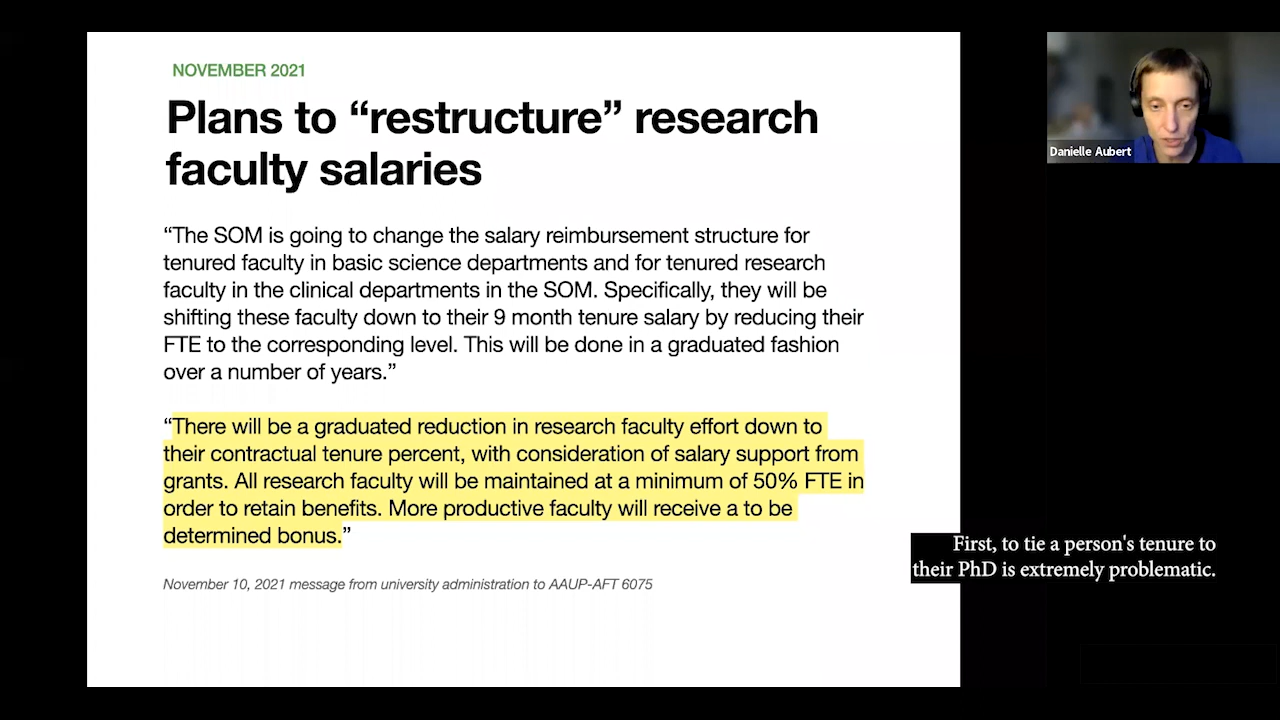 NOVEMBER 2021
Plans to “restructure” research
faculty salaries
“The SOM is going to change the salary reimbursement structure for
tenured faculty in basic science departments and for tenured research
faculty in the clinical departments in the SOM. Specifically, they will be
shifting these faculty down to their 9 month tenure salary by reducing their
FTE to the corresponding level. This will be done in a graduated fashion
over a number of years.”
“There will be a graduated reduction in research faculty effort down to
their contractual tenure percent, with consideration of salary support from
grants. All research faculty will be maintained at a minimum of 50% FTE in
order to retain benefits. More productive faculty will receive a to be
determined bonus.”
November 10, 2021 message from university administration to AAUP-AFT 6075
Danielle Aubert
First, to tie a person's tenure to
their PhD is extremely problematic.